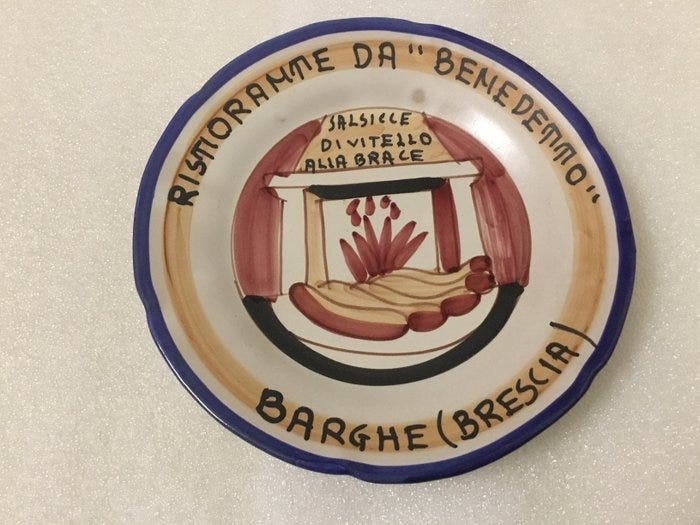 RISTORANTE DA "BENEDETTO"
SALSICCE
DI VITELLO
ALLA BRACE
BARGHE (BRESCIA)